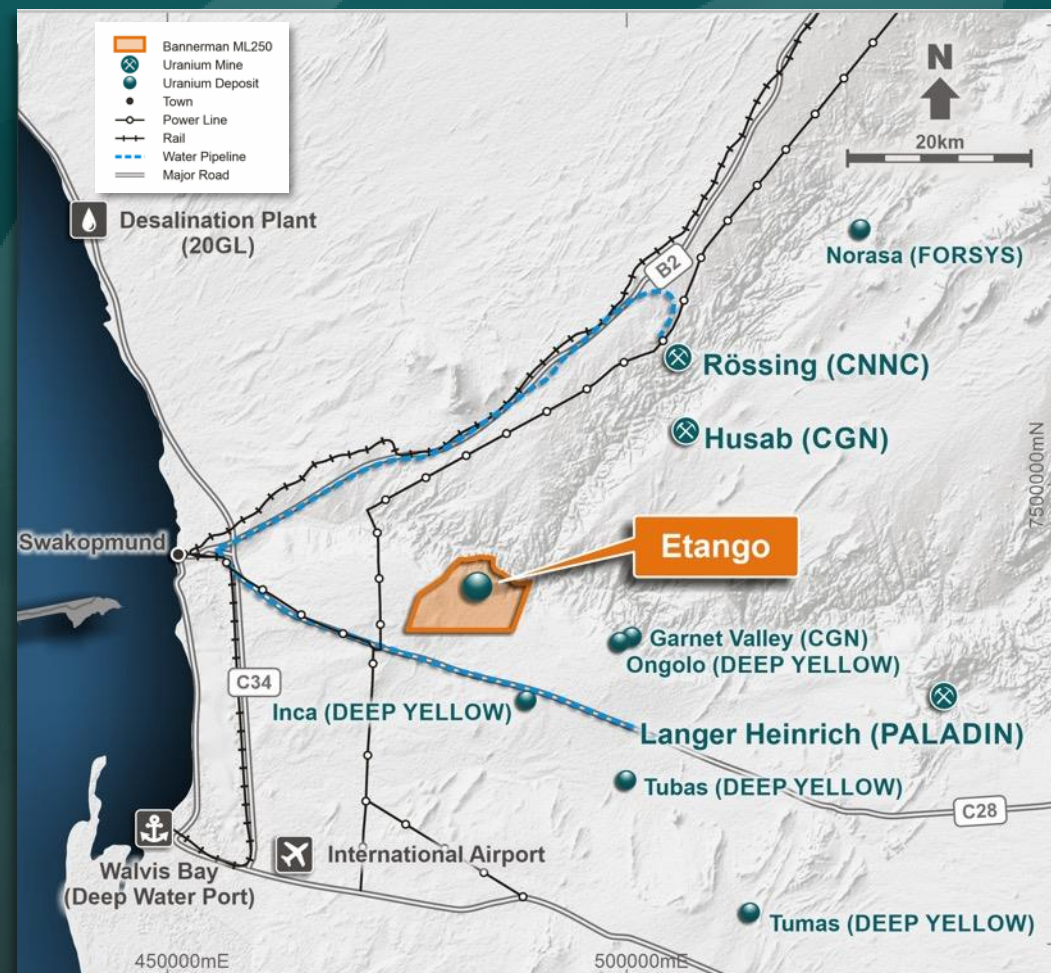 Bannerman ML250
Uranium Mine
Uranium Deposit
Town
Power Line
Rail
Water Pipeline
Major Road
N
20km
Desalination Plant
(20GL)
Norasa (FORSYS)
B2
Rössing (CNNC)
Husab (CGN)
7500000mN
Swakopmund
Etango
Garnet Valley (CGN)
Ongolo (DEEP YELLOW)
C34
Inca (DEEP YELLOW)
Langer Heinrich (PALADIN)
Tubas (DEEP YELLOW)
C28
International Airport
Walvis Bay
(Deep Water Port)
Tumas (DEEP YELLOW)
450000mE
500000mE